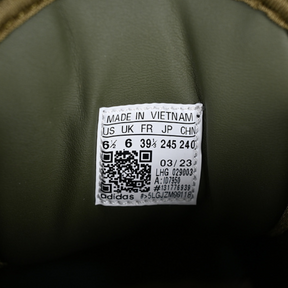 MADE IN VIETNAM
US UK FR JP CHN
6½ 6 39⅓ 245 240
03/23
LHG 029003
adidas